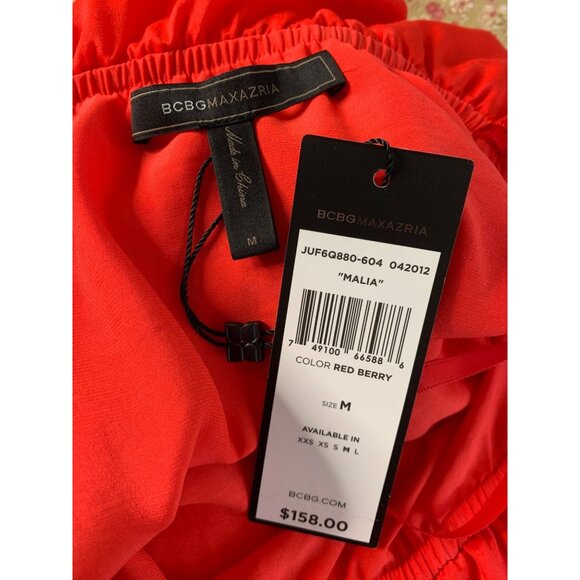 BCBGMAXAZRIA
Made in China
M
BCBGMAXAZRIA
JUF6Q880-604 042012
"MALIA"
7 49100 66588 6
COLOR RED BERRY
SIZE M
AVAILABLE IN
XXS XS S M L
BCBG.COM
$158.00